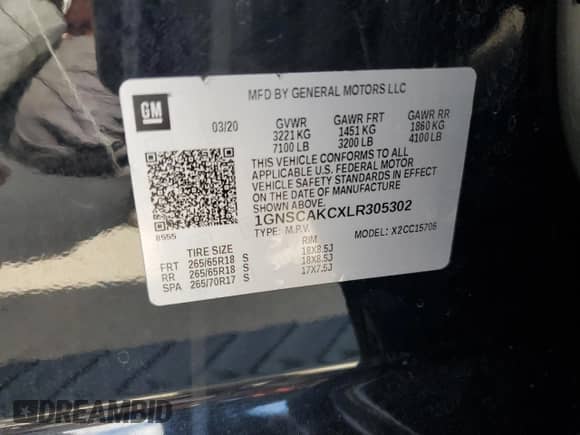 MFD BY GENERAL MOTORS LLC
GM
03/20 GVWR GAWR FRT GAWR RR
3221 KG 1451 KG 1860 KG
7100 LB 3200 LB 4100 LB
THIS VEHICLE CONFORMS TO ALL
APPLICABLE U.S. FEDERAL MOTOR
VEHICLE SAFETY STANDARDS IN EFFECT
ON THE DATE OF MANUFACTURE
SHOWN ABOVE.
1GNSCAKCXLR305302
TYPE: M.P.V. MODEL: X2CC15706
8555
TIRE SIZE RIM
FRT 265/65R18 S 18X8.5J
RR 265/65R18 S 18X8.5J
SPA 265/70R17 S 17X7.5J
DREAMBID